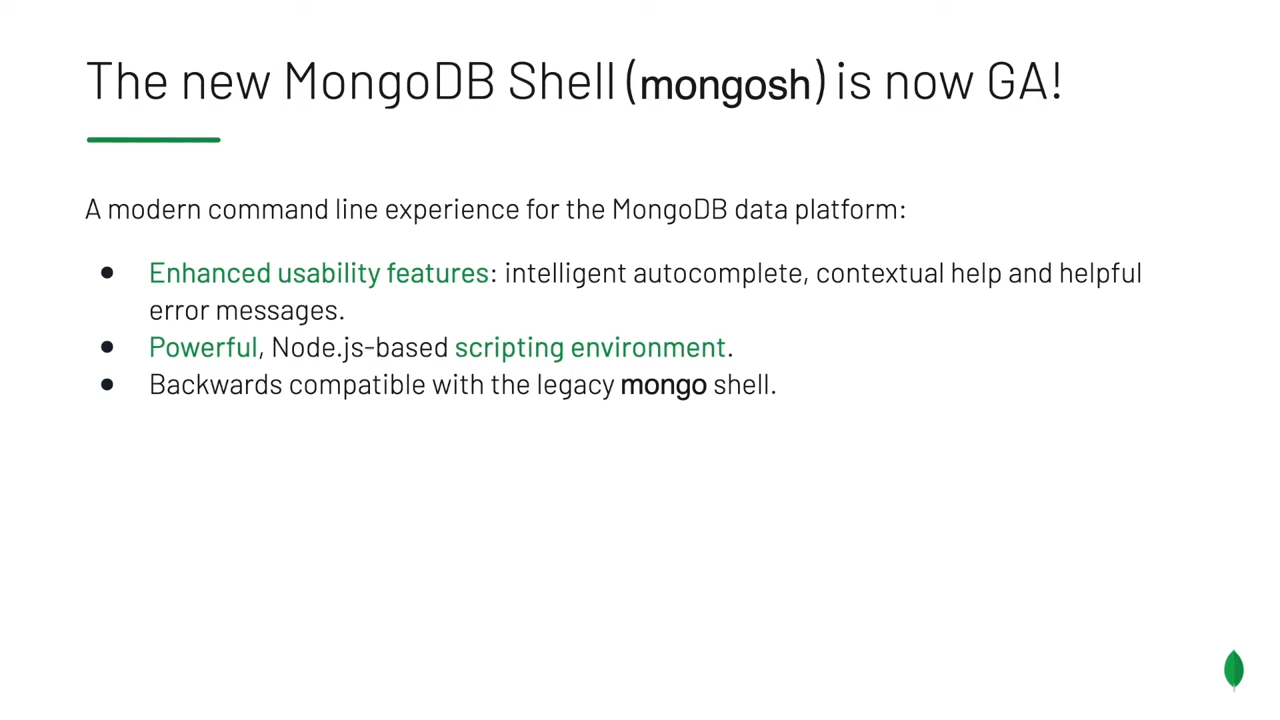 The new MongoDB Shell (mongosh) is now GA!
A modern command line experience for the MongoDB data platform:
● Enhanced usability features: intelligent autocomplete, contextual help and helpful
error messages.
● Powerful, Node.js-based scripting environment.
● Backwards compatible with the legacy mongo shell.